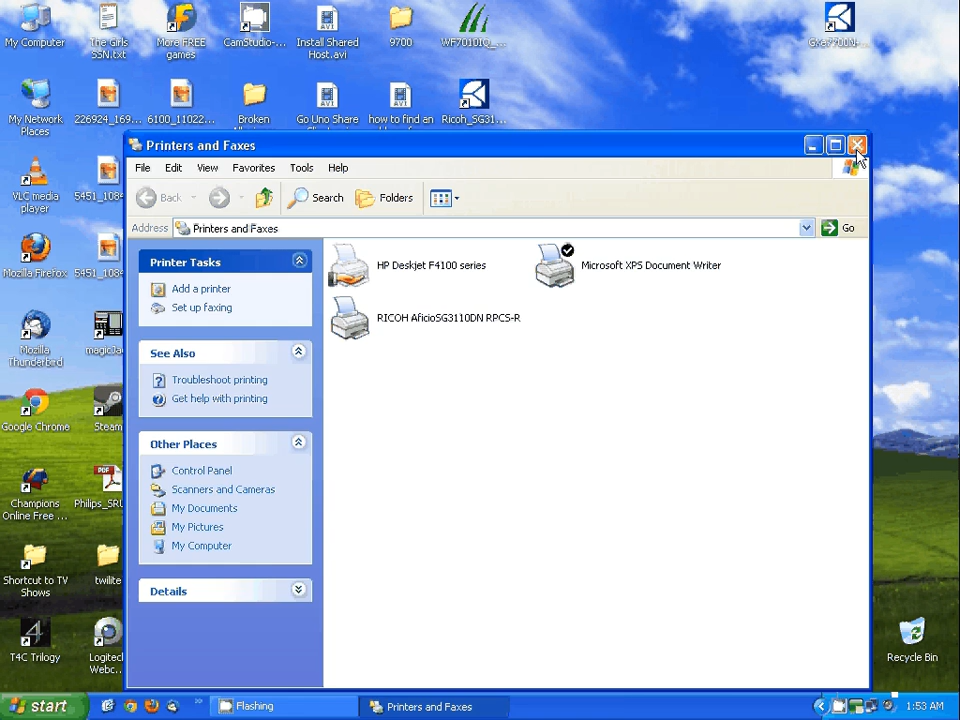 My Computer
The Girls
SSN.txt
More FREE
games
CamStudio-...
Install Shared
Host.avi
9700
WF7010IQ_...
My Network
Places
226924_169...
6100_11022...
Broken
Go Uno Share
how to find an
Ricoh_SG31...
Printers and Faxes
File Edit View Favorites Tools Help
Back
Search
Folders
Address
Printers and Faxes
Go
VLC media
player
5451_1084
Mozilla Firefox
5451_1084
Mozilla
Thunderbird
magicJac
Google Chrome
Steam
Champions
Online Free ...
Philips_SRU
Shortcut to TV
Shows
twilite
T4C Trilogy
Logitech
Webc...
Printer Tasks
Add a printer
Set up faxing
See Also
Troubleshoot printing
Get help with printing
Other Places
Control Panel
Scanners and Cameras
My Documents
My Pictures
My Computer
Details
HP Deskjet F4100 series
Microsoft XPS Document Writer
RICOH AficioSG3110DN RPCS-R
Recycle Bin
start
Flashing
Printers and Faxes
1:53 AM